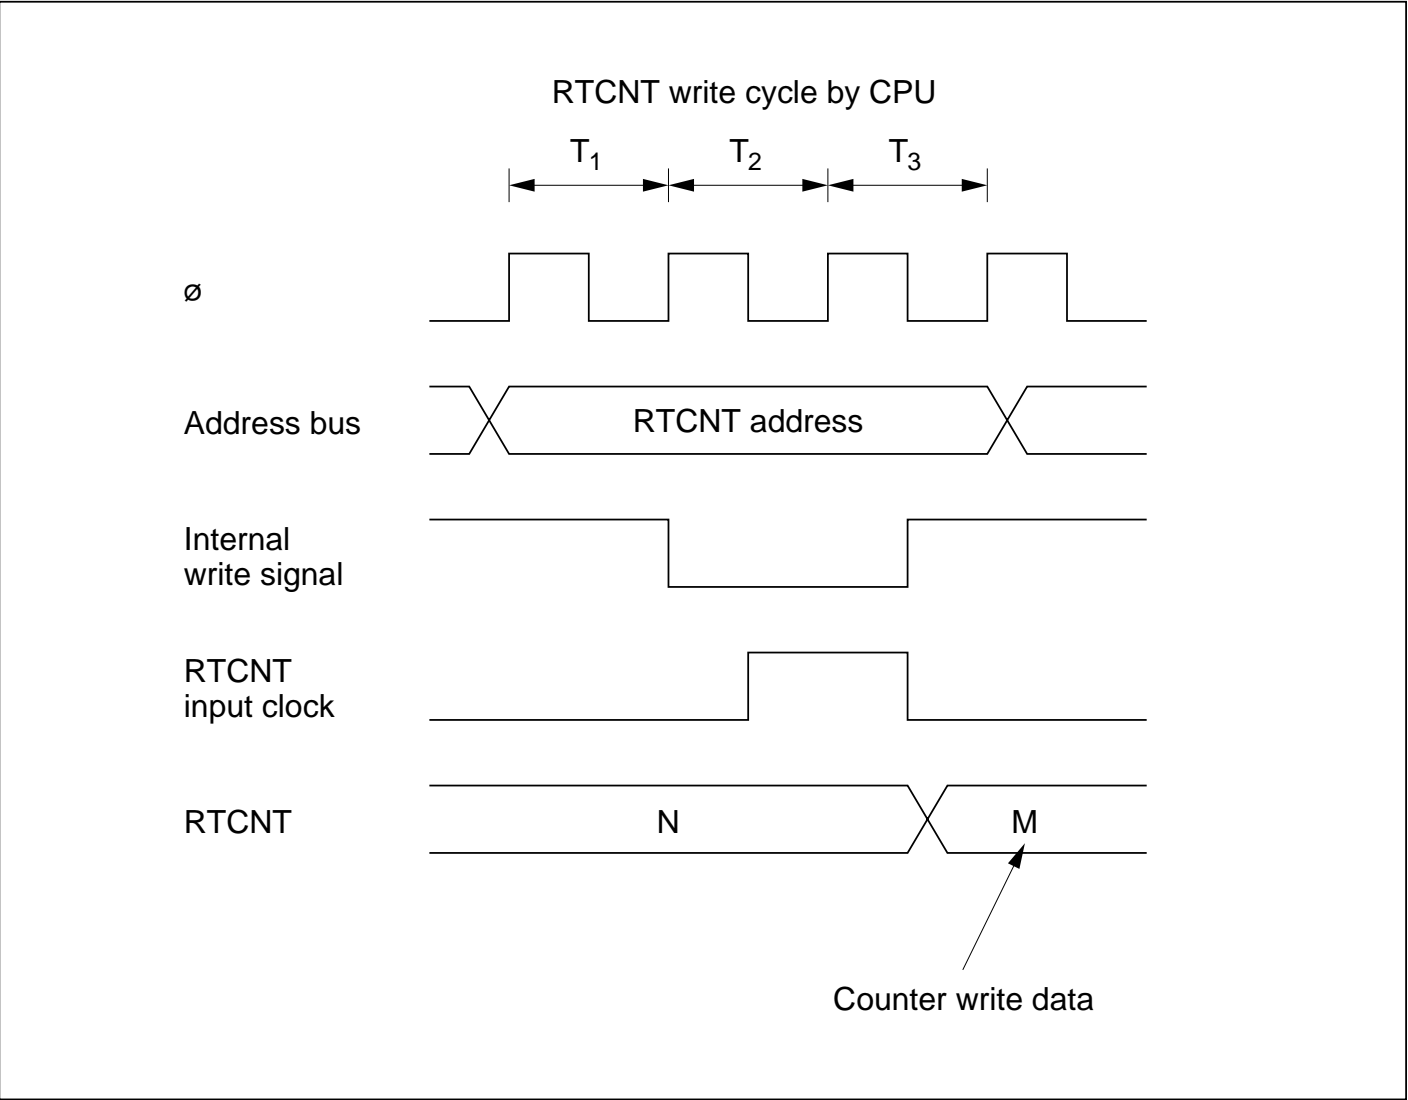 RTCNT write cycle by CPU
T1 T2 T3
ø
Address bus
RTCNT address
Internal
write signal
RTCNT
input clock
RTCNT
N
M
Counter write data